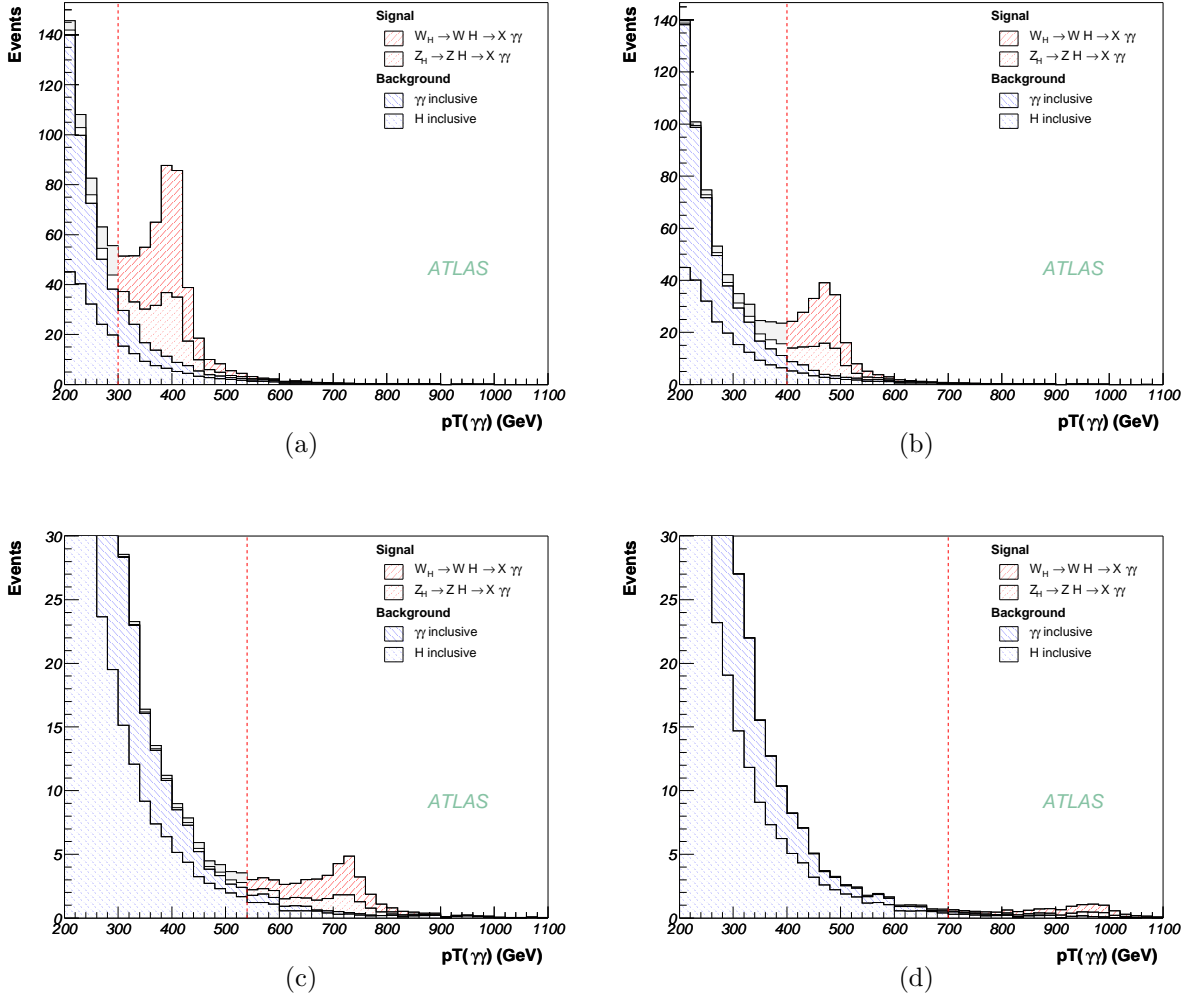 Events
140
120
100
80
60
40
20
0
200 300 400 500 600 700 800 900 1000 1100
pT(γγ) (GeV)
Signal
W_H→W H→X γγ
Z_H→Z H→X γγ
Background
γγ inclusive
H inclusive
ATLAS
(a)
Events
140
120
100
80
60
40
20
0
200 300 400 500 600 700 800 900 1000 1100
pT(γγ) (GeV)
Signal
W_H→W H→X γγ
Z_H→Z H→X γγ
Background
γγ inclusive
H inclusive
ATLAS
(b)
Events
30
25
20
15
10
5
0
200 300 400 500 600 700 800 900 1000 1100
pT(γγ) (GeV)
Signal
W_H→W H→X γγ
Z_H→Z H→X γγ
Background
γγ inclusive
H inclusive
ATLAS
(c)
Events
30
25
20
15
10
5
0
200 300 400 500 600 700 800 900 1000 1100
pT(γγ) (GeV)
Signal
W_H→W H→X γγ
Z_H→Z H→X γγ
Background
γγ inclusive
H inclusive
ATLAS
(d)